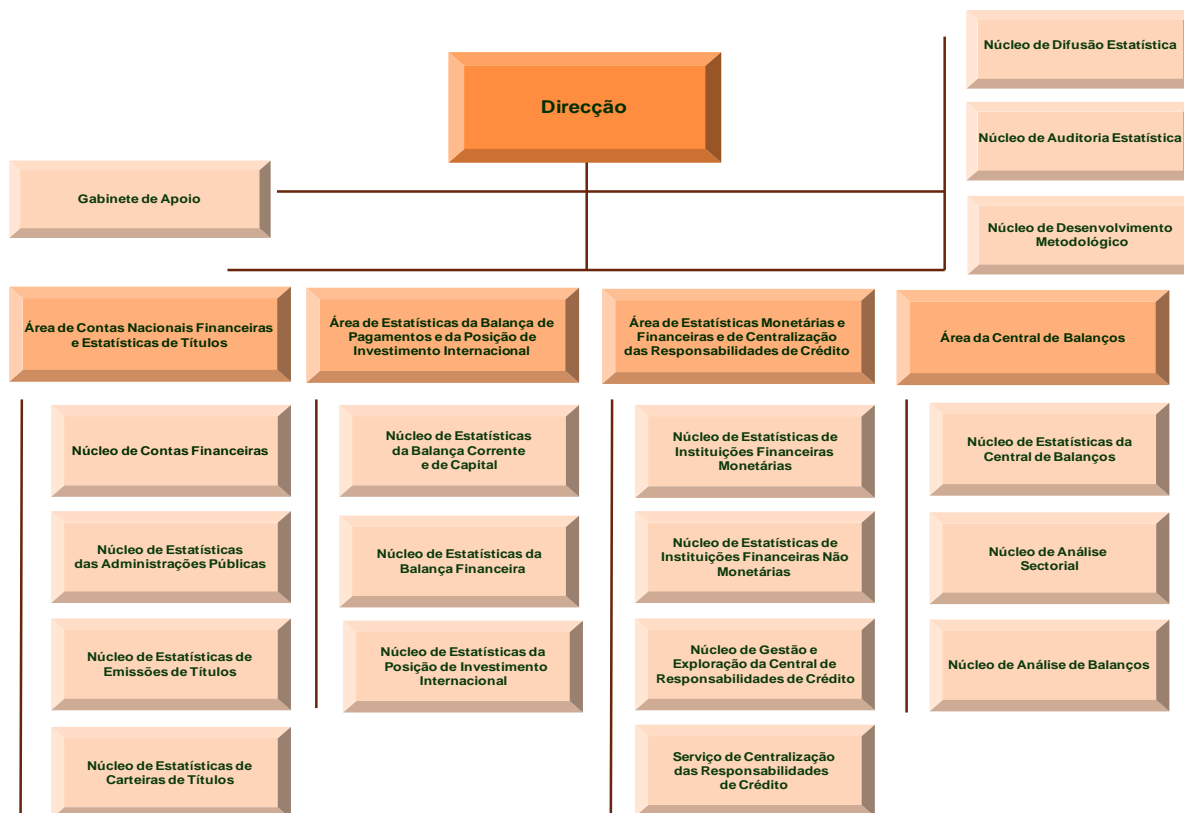 Núcleo de Difusão Estatística
Direcção
Núcleo de Auditoria Estatística
Gabinete de Apoio
Núcleo de Desenvolvimento
Metodológico
Área de Contas Nacionais Financeiras
e Estatísticas de Títulos
Área de Estatísticas da Balança de
Pagamentos e da Posição de
Investimento Internacional
Área de Estatísticas Monetárias e
Financeiras e de Centralização
das Responsabilidades de Crédito
Área da Central de Balanços
Núcleo de Contas Financeiras
Núcleo de Estatísticas
das Administrações Públicas
Núcleo de Estatísticas de
Emissões de Títulos
Núcleo de Estatísticas de
Carteiras de Títulos
Núcleo de Estatísticas
da Balança Corrente
e de Capital
Núcleo de Estatísticas da
Balança Financeira
Núcleo de Estatísticas da
Posição de Investimento
Internacional
Núcleo de Estatísticas de
Instituições Financeiras
Monetárias
Núcleo de Estatísticas de
Instituições Financeiras Não
Monetárias
Núcleo de Gestão e
Exploração da Central de
Responsabilidades de Crédito
Serviço de Centralização
das Responsabilidades
de Crédito
Núcleo de Estatísticas da
Central de Balanços
Núcleo de Análise
Sectorial
Núcleo de Análise de Balanços